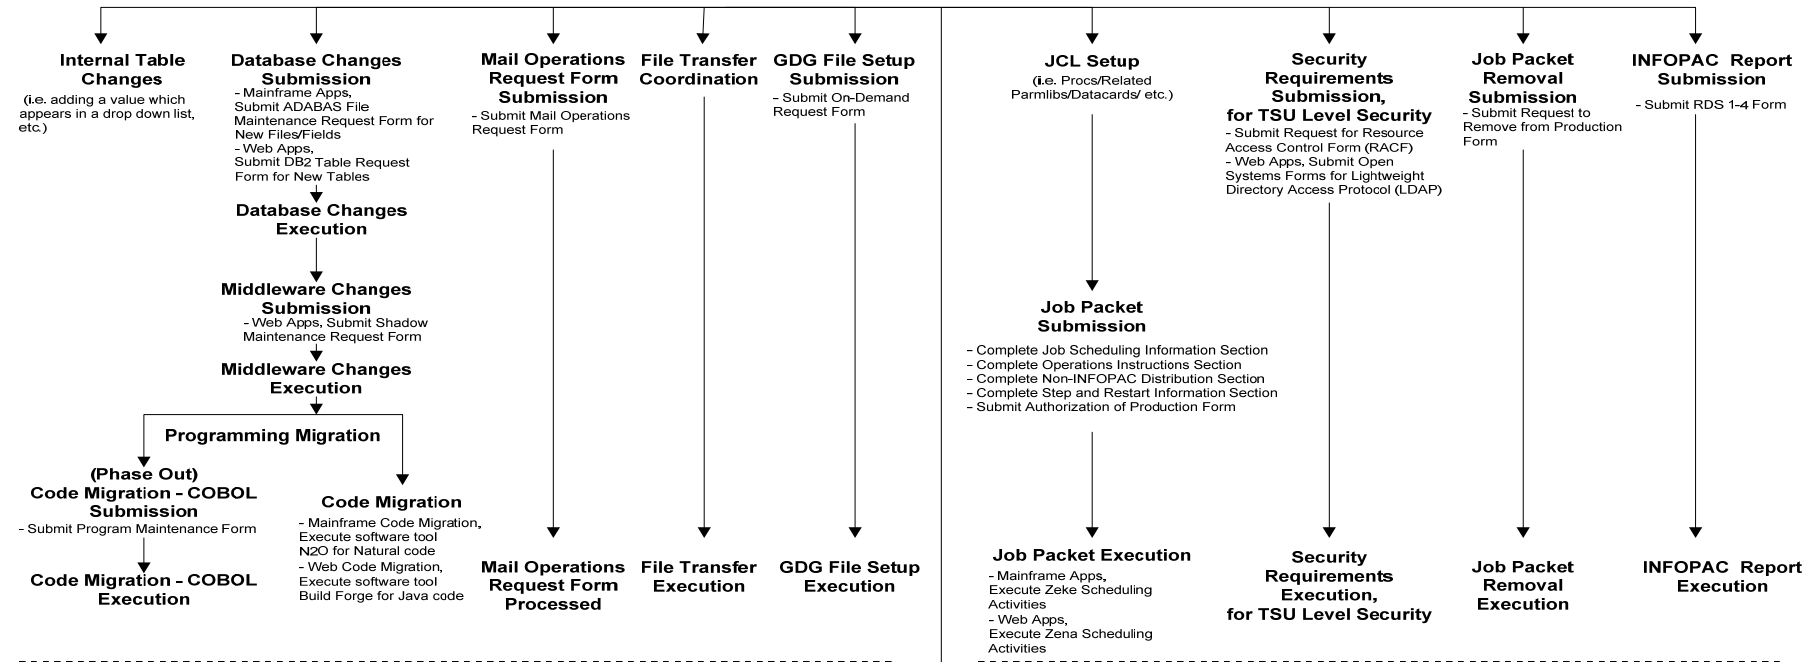 Internal Table
Changes
(i.e. adding a value which
appears in a drop down list,
etc.)
Database Changes
Submission
- Mainframe Apps,
Submit ADABAS File
Maintenance Request Form for
New Files/Fields
- Web Apps,
Submit DB2 Table Request
Form for New Tables
Database Changes
Execution
Middleware Changes
Submission
- Web Apps, Submit Shadow
Maintenance Request Form
Middleware Changes
Execution
Programming Migration
(Phase Out)
Code Migration - COBOL
Submission
- Submit Program Maintenance Form
Code Migration - COBOL
Execution
Code Migration
- Mainframe Code Migration,
Execute software tool
N2O for Natural code
- Web Code Migration,
Execute software tool
Build Forge for Java code
Mail Operations
Request Form
Submission
- Submit Mail Operations
Request Form
Mail Operations
Request Form
Processed
File Transfer
Coordination
File Transfer
Execution
GDG File Setup
Submission
- Submit On-Demand
Request Form
GDG File Setup
Execution
JCL Setup
(i.e. Procs/Related
Parmlibs/Datacards/ etc.)
Job Packet
Submission
- Complete Job Scheduling Information Section
- Complete Operations Instructions Section
- Complete Non-INFOPAC Distribution Section
- Complete Step and Restart Information Section
- Submit Authorization of Production Form
Job Packet Execution
- Mainframe Apps,
Execute Zeke Scheduling
Activities
- Web Apps,
Execute Zena Scheduling
Activities
Security
Requirements
Submission,
for TSU Level Security
- Submit Request for Resource
Access Control Form (RACF)
- Web Apps, Submit Open
Systems Forms for Lightweight
Directory Access Protocol (LDAP)
Security
Requirements
Execution,
for TSU Level Security
Job Packet
Removal
Submission
- Submit Request to
Remove from Production
Form
Job Packet
Removal
Execution
INFOPAC Report
Submission
- Submit RDS 1-4 Form
INFOPAC Report
Execution